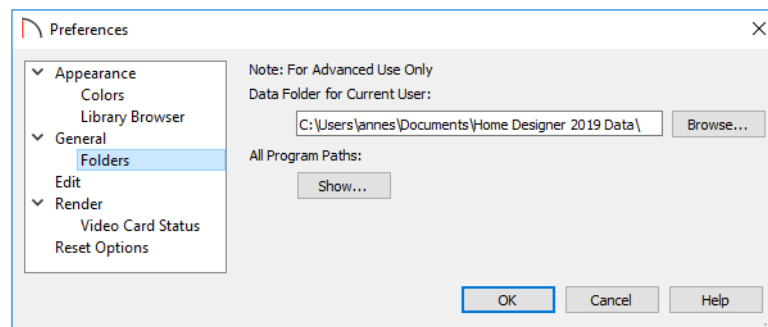 Preferences
Appearance
Colors
Library Browser
General
Folders
Edit
Render
Video Card Status
Reset Options
Note: For Advanced Use Only
Data Folder for Current User:
C:\Users\annes\Documents\Home Designer 2019 Data\
Browse...
All Program Paths:
Show...
OK
Cancel
Help